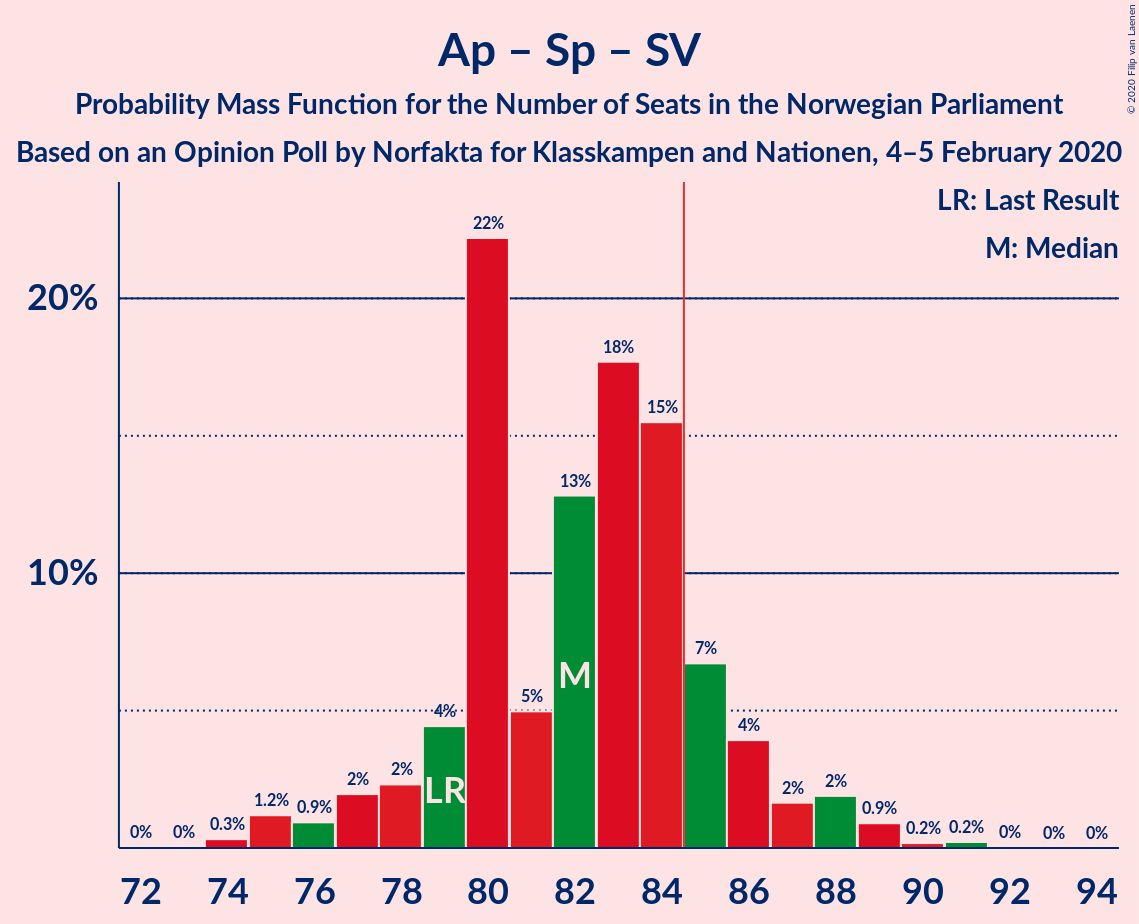 Ap – Sp – SV
Probability Mass Function for the Number of Seats in the Norwegian Parliament
Based on an Opinion Poll by Norfakta for Klasskampen and Nationen, 4–5 February 2020
© 2020 Filip van Laenen
LR: Last Result
M: Median
20%
10%
0%
0%
0.3%
1.2%
0.9%
2%
2%
4%
22%
5%
13%
18%
15%
7%
4%
2%
2%
0.9%
0.2%
0.2%
0%
0%
0%
LR
M
72 74 76 78 80 82 84 86 88 90 92 94